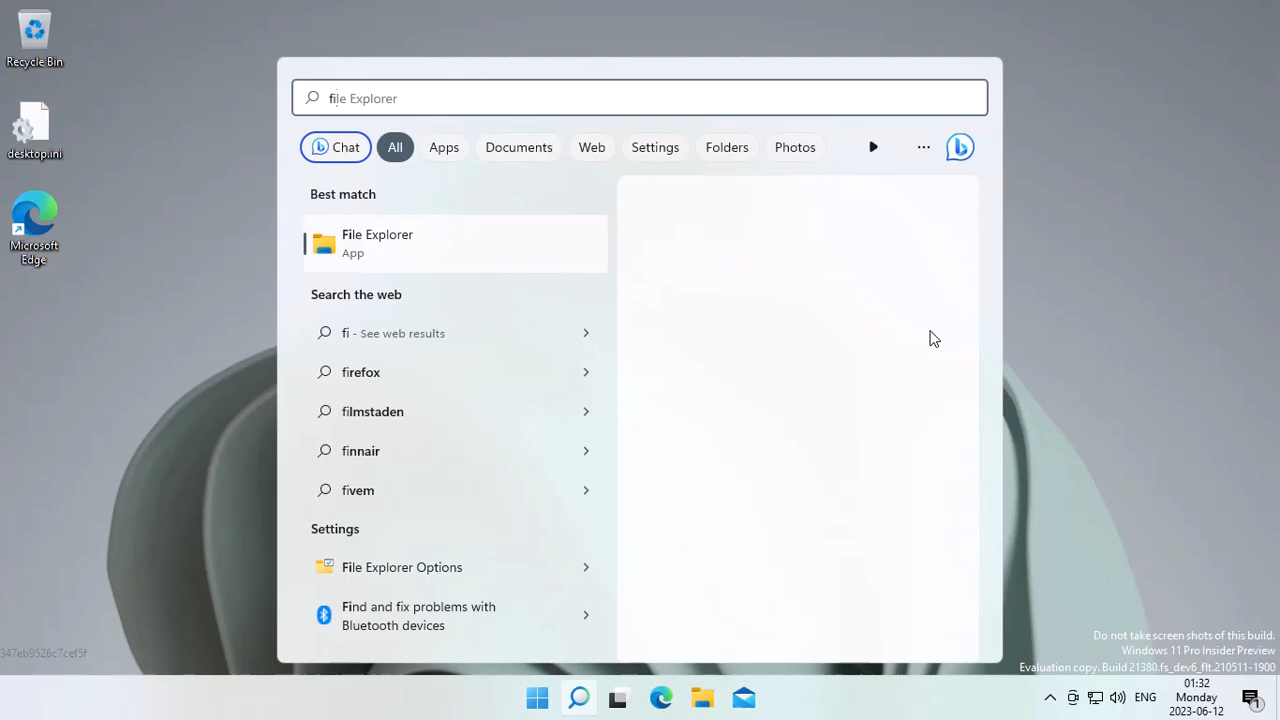 Recycle Bin
desktop.ini
Microsoft
Edge
file Explorer
Chat
All
Apps
Documents
Web
Settings
Folders
Photos
Best match
File Explorer
App
Search the web
fi - See web results
firefox
filmstaden
finnair
fivem
Settings
File Explorer Options
Find and fix problems with
Bluetooth devices
347eb9526c7cef5f
Do not take screen shots of this build.
Windows 11 Pro Insider Preview
Evaluation copy. Build 21380.fs_dev6_flt.210511-1900
ENG
01:32
Monday
2023-06-12
1